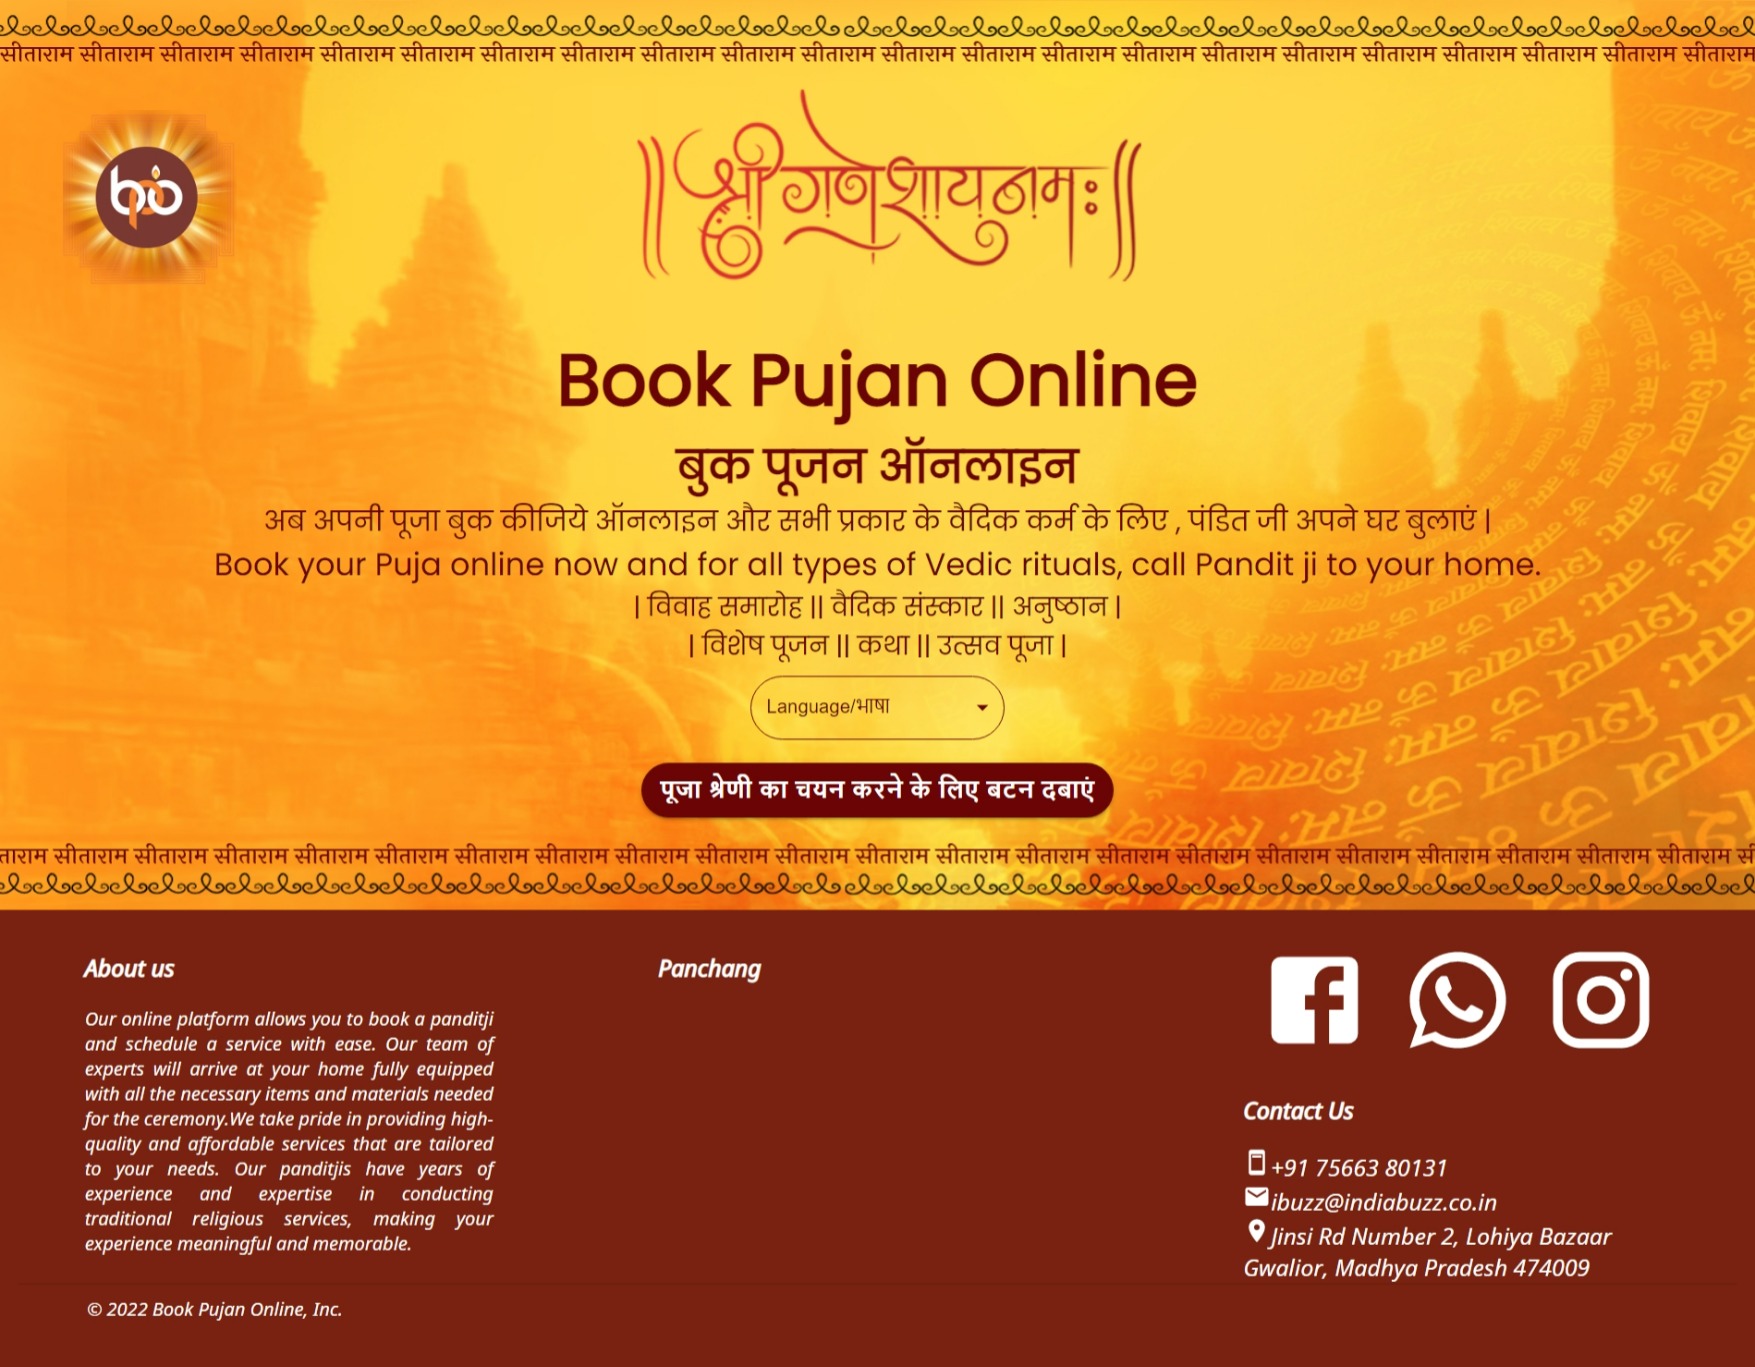 सीताराम सीताराम सीताराम सीताराम सीताराम सीताराम सीताराम सीताराम सीताराम सीताराम सीताराम सीताराम सीताराम सीताराम सीताराम सीताराम सीताराम सीताराम सीताराम सीताराम सीताराम सीताराम
bpo
॥ श्री गणेशाय नमः ॥
Book Pujan Online
बुक पूजन ऑनलाइन
अब अपनी पूजा बुक कीजिये ऑनलाइन और सभी प्रकार के वैदिक कर्म के लिए , पंडित जी अपने घर बुलाएं |
Book your Puja online now and for all types of Vedic rituals, call Pandit ji to your home.
| विवाह समारोह || वैदिक संस्कार || अनुष्ठान |
| विशेष पूजन || कथा || उत्सव पूजा |
Language/भाषा
पूजा श्रेणी का चयन करने के लिए बटन दबाएं
ताराम सीताराम सीताराम सीताराम सीताराम सीताराम सीताराम सीताराम सीताराम सीताराम सीताराम सीताराम सीताराम सीताराम सीताराम सीताराम सीताराम सीताराम सीताराम सीताराम सीताराम सीताराम सी
About us
Our online platform allows you to book a panditji
and schedule a service with ease. Our team of
experts will arrive at your home fully equipped
with all the necessary items and materials needed
for the ceremony.We take pride in providing high-
quality and affordable services that are tailored
to your needs. Our panditjis have years of
experience and expertise in conducting
traditional religious services, making your
experience meaningful and memorable.
Panchang
Contact Us
+91 75663 80131
ibuzz@indiabuzz.co.in
Jinsi Rd Number 2, Lohiya Bazaar
Gwalior, Madhya Pradesh 474009
© 2022 Book Pujan Online, Inc.